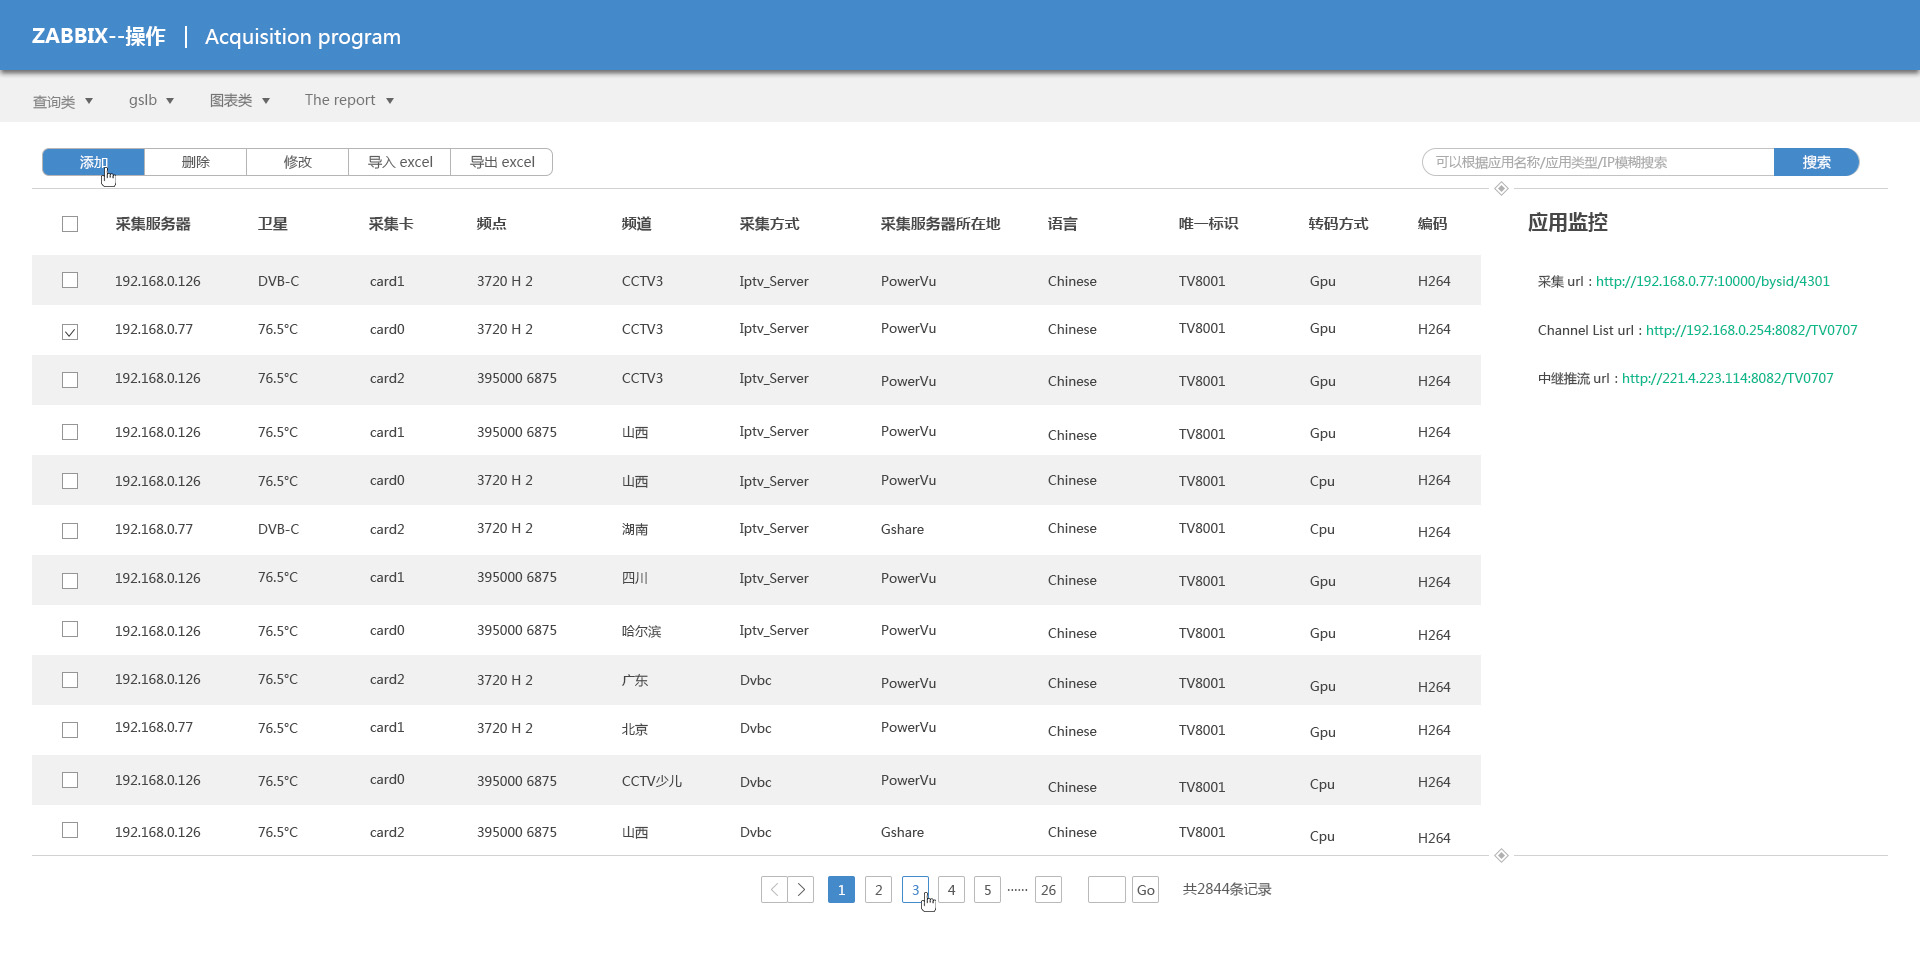 ZABBIX--操作 | Acquisition program
查询类 gslb 图表类 The report
添加 删除 修改 导入 excel 导出 excel 可以根据应用名称/应用类型/IP模糊搜索 搜索
采集服务器 卫星 采集卡 频点 频道 采集方式 采集服务器所在地 语言 唯一标识 转码方式 编码
192.168.0.126 DVB-C card1 3720 H 2 CCTV3 Iptv_Server PowerVu Chinese TV8001 Gpu H264
192.168.0.77 76.5°C card0 3720 H 2 CCTV3 Iptv_Server PowerVu Chinese TV8001 Gpu H264
192.168.0.126 76.5°C card2 395000 6875 CCTV3 Iptv_Server PowerVu Chinese TV8001 Gpu H264
192.168.0.126 76.5°C card1 395000 6875 山西 Iptv_Server PowerVu Chinese TV8001 Gpu H264
192.168.0.126 76.5°C card0 3720 H 2 山西 Iptv_Server PowerVu Chinese TV8001 Cpu H264
192.168.0.77 DVB-C card2 3720 H 2 湖南 Iptv_Server Gshare Chinese TV8001 Cpu H264
192.168.0.126 76.5°C card1 395000 6875 四川 Iptv_Server PowerVu Chinese TV8001 Gpu H264
192.168.0.126 76.5°C card0 395000 6875 哈尔滨 Iptv_Server PowerVu Chinese TV8001 Gpu H264
192.168.0.126 76.5°C card2 3720 H 2 广东 Dvbc PowerVu Chinese TV8001 Gpu H264
192.168.0.77 76.5°C card1 3720 H 2 北京 Dvbc PowerVu Chinese TV8001 Gpu H264
192.168.0.126 76.5°C card0 395000 6875 CCTV少儿 Dvbc PowerVu Chinese TV8001 Cpu H264
192.168.0.126 76.5°C card2 395000 6875 山西 Dvbc Gshare Chinese TV8001 Cpu H264
应用监控
采集 url : http://192.168.0.77:10000/bysid/4301
Channel List url : http://192.168.0.254:8082/TV0707
中继推流 url : http://221.4.223.114:8082/TV0707
< > 1 2 3 4 5 ······ 26 Go 共2844条记录